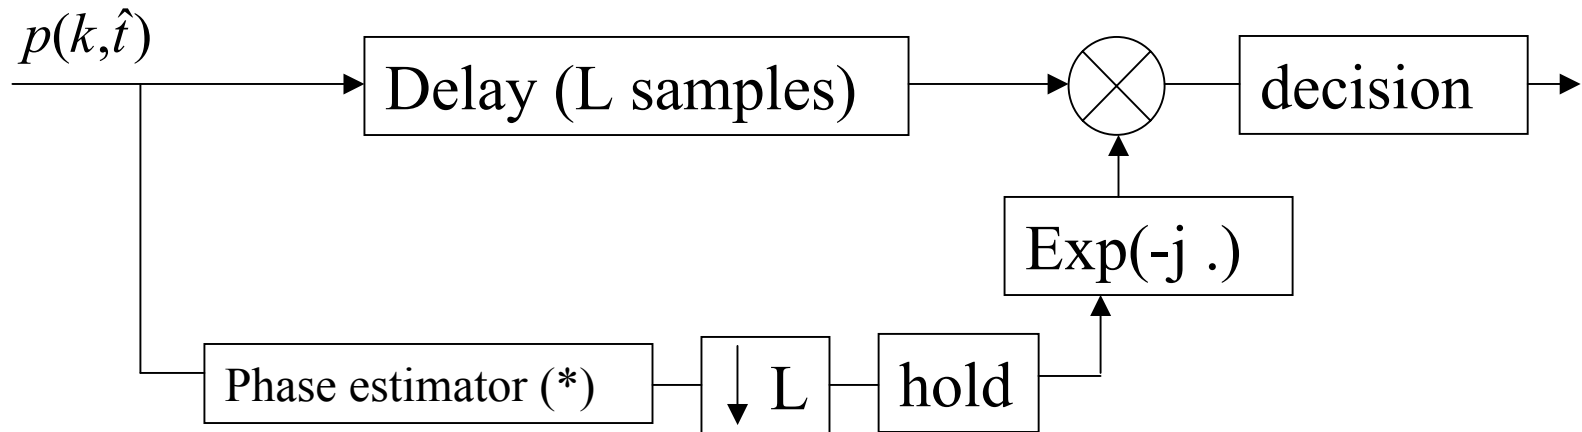 p(k,t̂)
Delay (L samples)
decision
Exp(-j .)
Phase estimator (*)
↓ L
hold